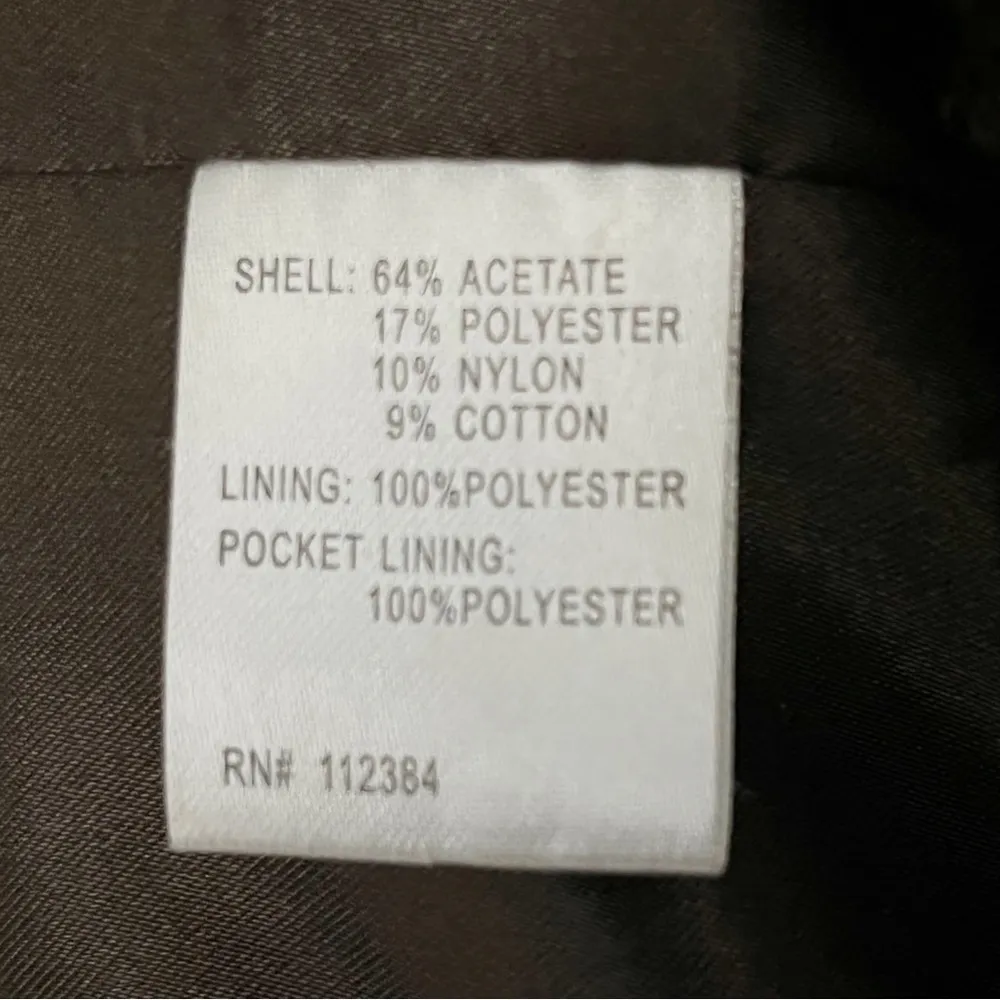 SHELL: 64% ACETATE
17% POLYESTER
10% NYLON
9% COTTON
LINING: 100%POLYESTER
POCKET LINING:
100%POLYESTER
RN# 112384